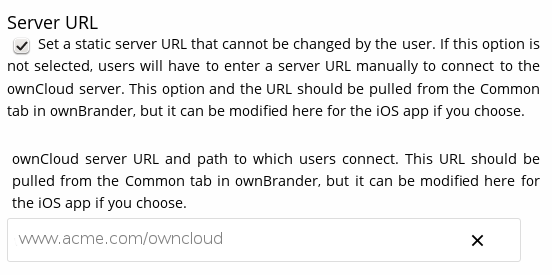 Server URL
Set a static server URL that cannot be changed by the user. If this option is
not selected, users will have to enter a server URL manually to connect to the
ownCloud server. This option and the URL should be pulled from the Common
tab in ownBrander, but it can be modified here for the iOS app if you choose.
ownCloud server URL and path to which users connect. This URL should be
pulled from the Common tab in ownBrander, but it can be modified here for
the iOS app if you choose.
www.acme.com/owncloud